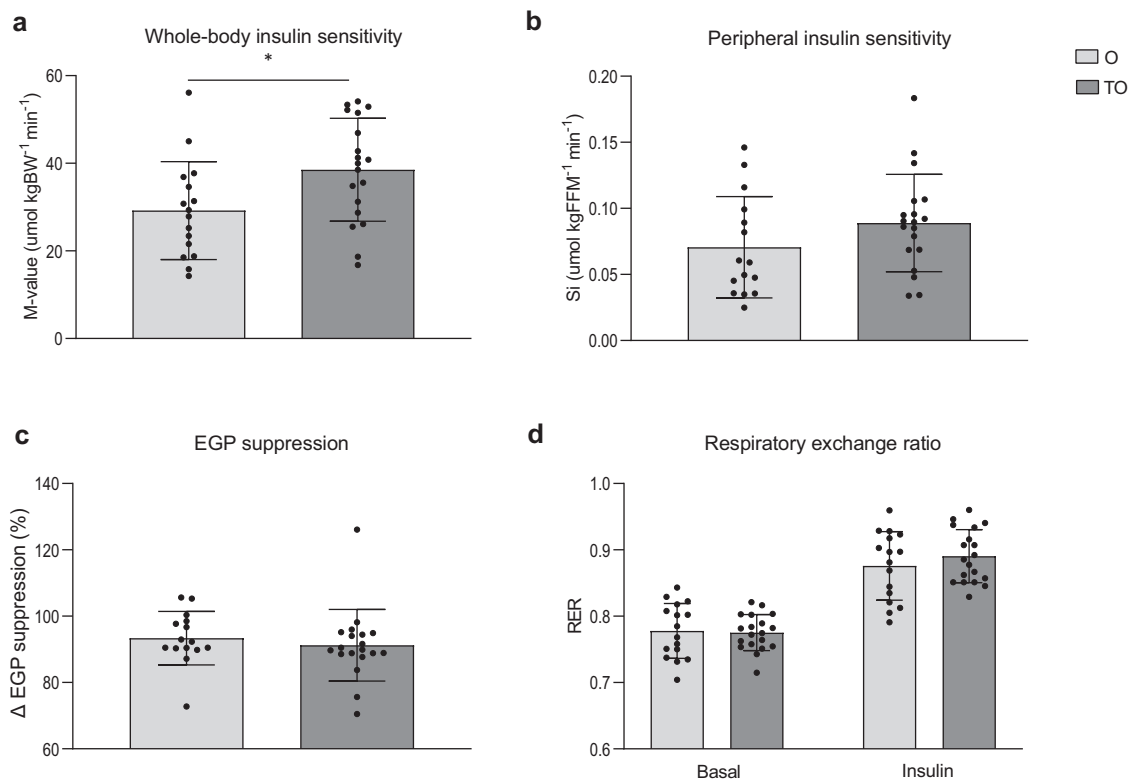 a
Whole-body insulin sensitivity
*
M-value (umol kgBW⁻¹ min⁻¹)
60
40
20
0
b
Peripheral insulin sensitivity
Si (umol kgFFM⁻¹ min⁻¹)
0.20
0.15
0.10
0.05
0.00
O
TO
c
EGP suppression
Δ EGP suppression (%)
140
120
100
80
60
d
Respiratory exchange ratio
RER
1.0
0.9
0.8
0.7
0.6
Basal
Insulin